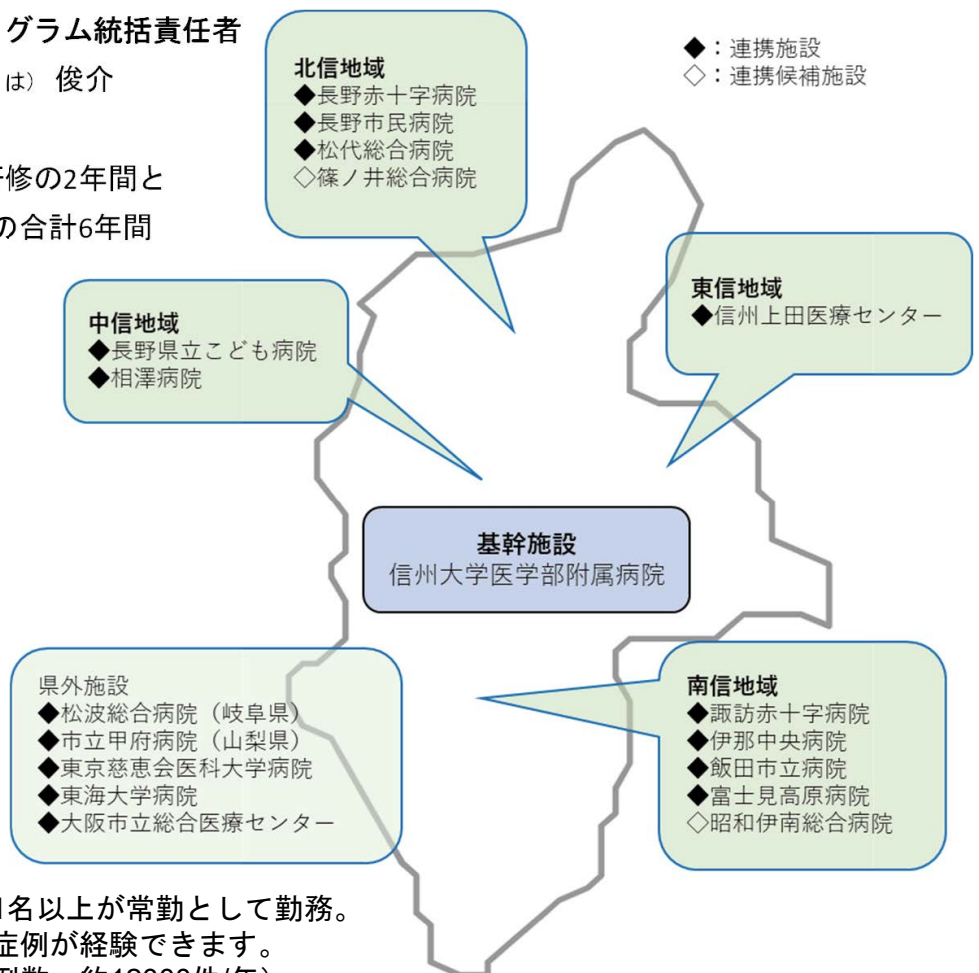 グラム統括責任者
は） 俊介
修の2年間と
の合計6年間
◆：連携施設
◇：連携候補施設
北信地域
◆長野赤十字病院
◆長野市民病院
◆松代総合病院
◇篠ノ井総合病院
東信地域
◆信州上田医療センター
中信地域
◆長野県立こども病院
◆相澤病院
基幹施設
信州大学医学部附属病院
県外施設
◆松波総合病院（岐阜県）
◆市立甲府病院（山梨県）
◆東京慈恵会医科大学病院
◆東海大学病院
◆大阪市立総合医療センター
南信地域
◆諏訪赤十字病院
◆伊那中央病院
◆飯田市立病院
◆富士見高原病院
◇昭和伊南総合病院
名以上が常勤として勤務。
症例が経験できます。